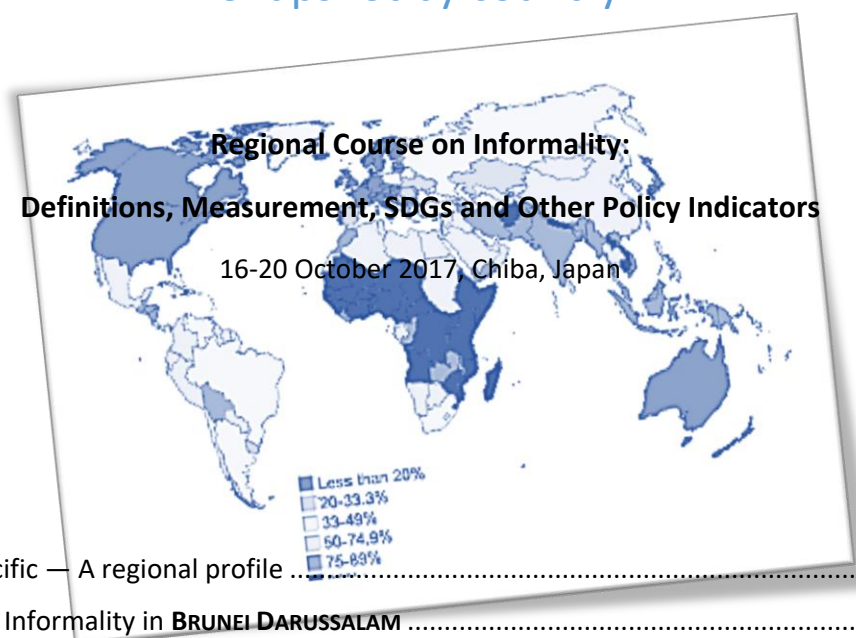 Regional Course on Informality:
Definitions, Measurement, SDGs and Other Policy Indicators
16-20 October 2017, Chiba, Japan
Less than 20%
20-33.3%
33-49%
50-74,9%
75-89%
cific — A regional profile
Informality in BRUNEI DARUSSALAM